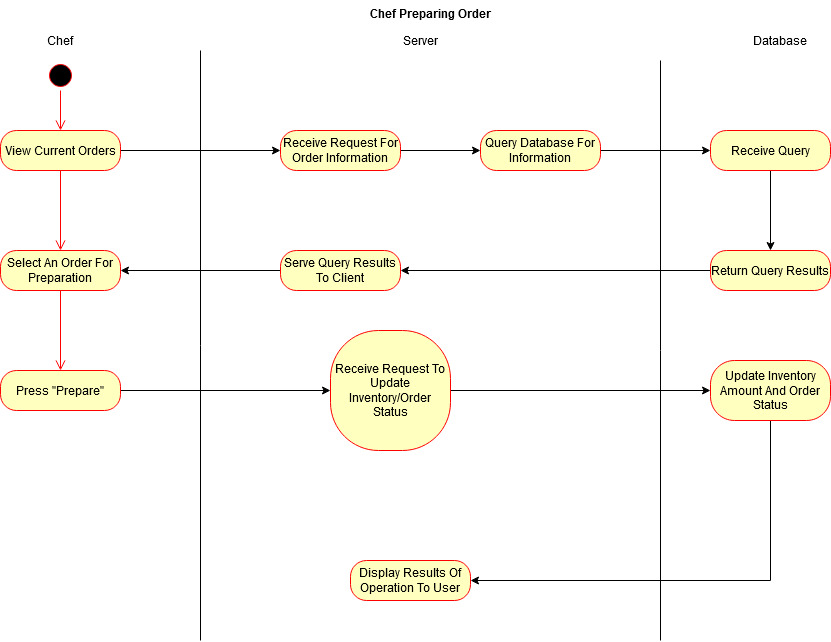 Chef Preparing Order
Chef
Server
Database
View Current Orders
Receive Request For
Order Information
Query Database For
Information
Receive Query
Select An Order For
Preparation
Serve Query Results
To Client
Return Query Results
Press "Prepare"
Receive Request To
Update
Inventory/Order
Status
Update Inventory
Amount And Order
Status
Display Results Of
Operation To User